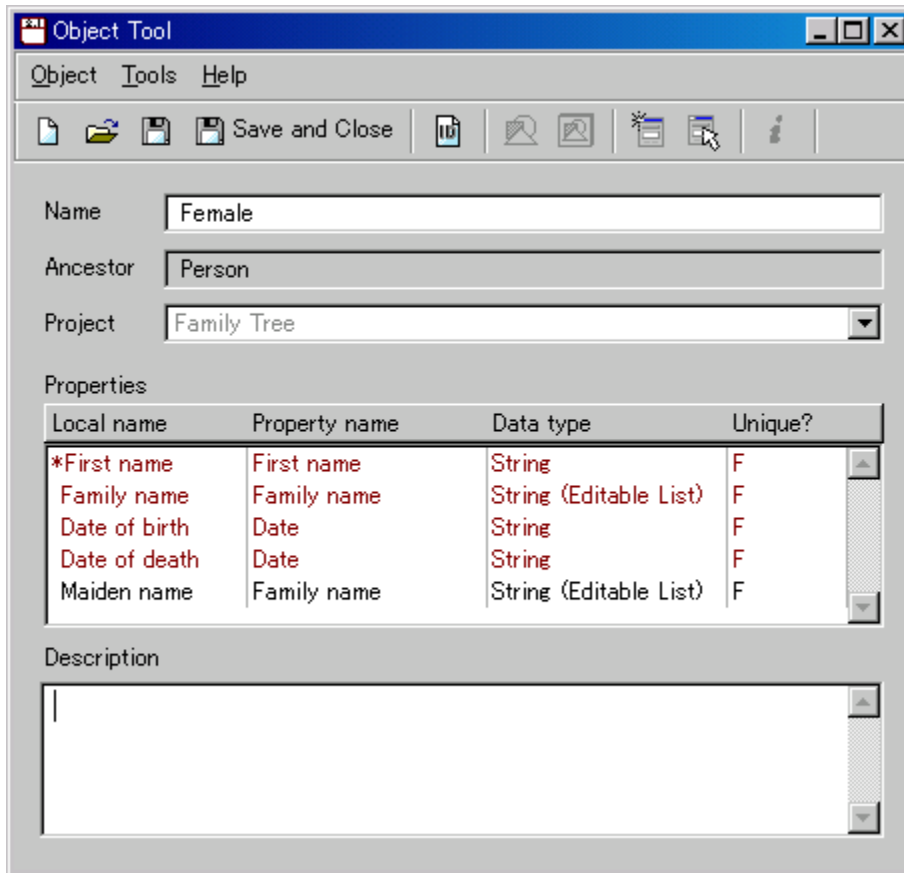 Object Tool
Object Tools Help
Save and Close
Name Female
Ancestor Person
Project Family Tree
Properties
Local name Property name Data type Unique?
*First name First name String F
Family name Family name String (Editable List) F
Date of birth Date String F
Date of death Date String F
Maiden name Family name String (Editable List) F
Description